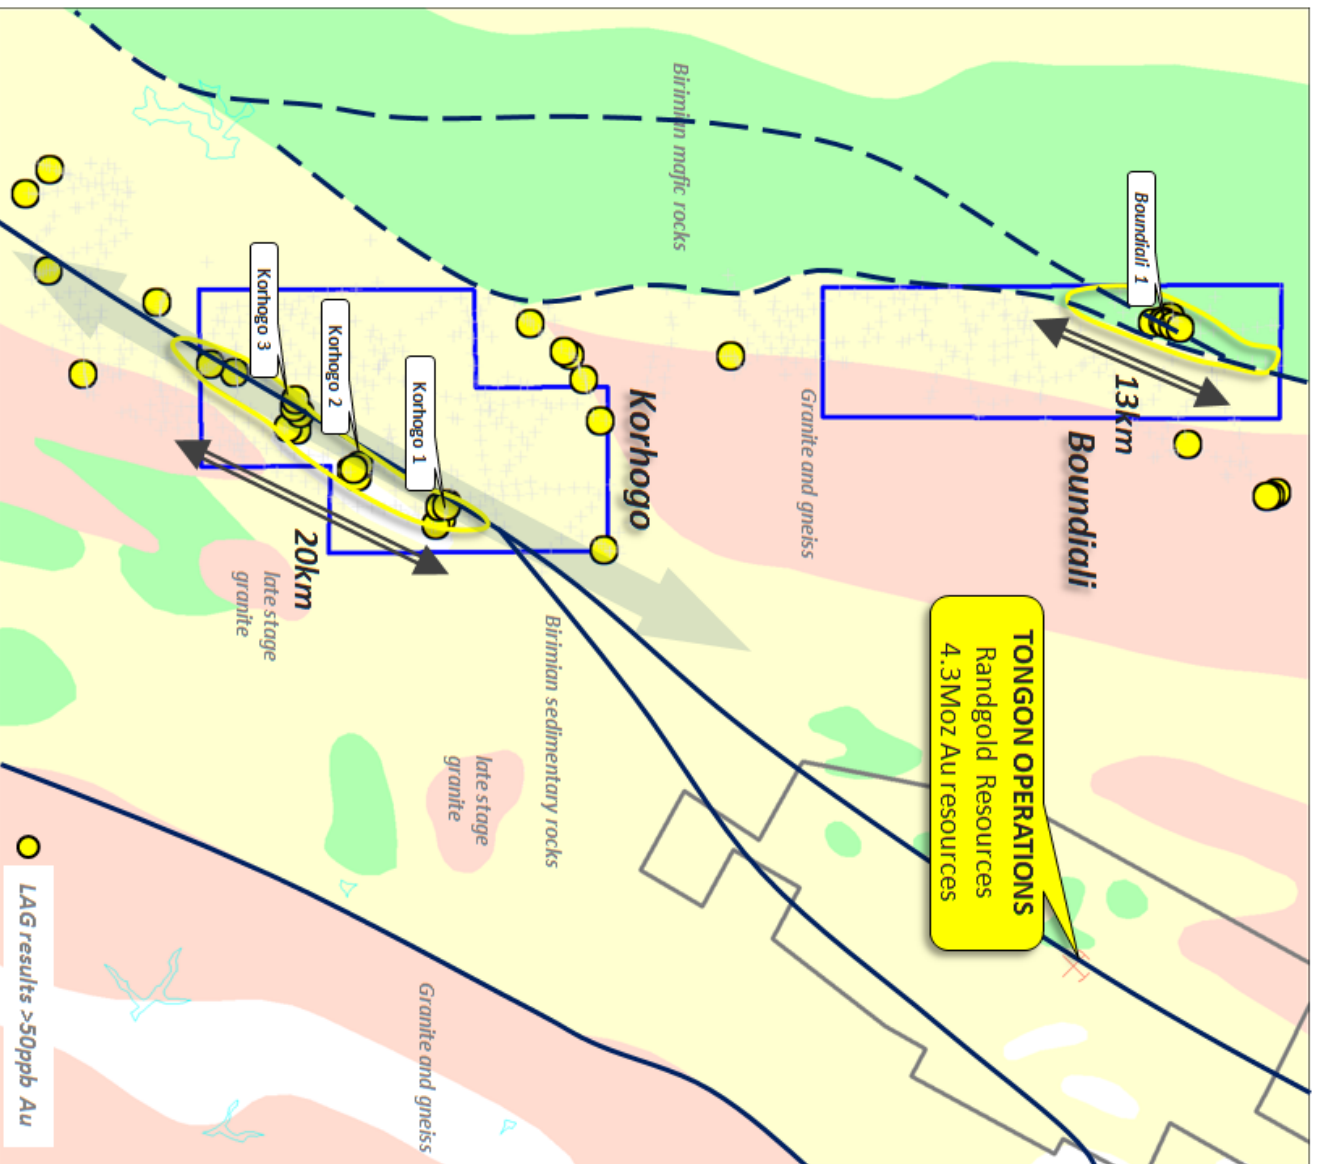 Boundiali 1
13km
Boundiali
TONGON OPERATIONS
Randgold Resources
4.3Moz Au resources
Granite and gneiss
Birimian mafic rocks
Korhogo
Birimian sedimentary rocks
late stage
granite
Korhogo 1
Granite and gneiss
Korhogo 2
20km
Korhogo 3
late stage
granite
LAG results >50ppb Au